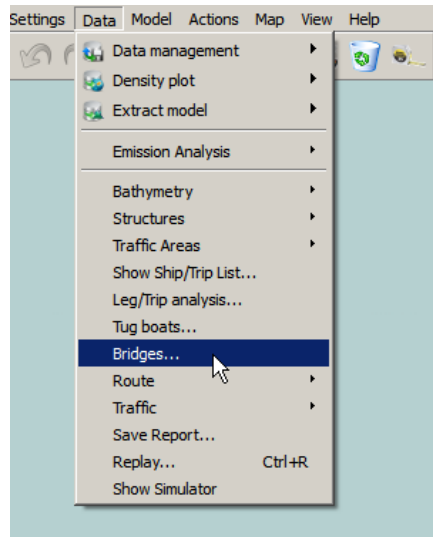 Settings Data Model Actions Map View Help
Data management
Density plot
Extract model
Emission Analysis
Bathymetry
Structures
Traffic Areas
Show Ship/Trip List...
Leg/Trip analysis...
Tug boats...
Bridges...
Route
Traffic
Save Report...
Replay... Ctrl+R
Show Simulator